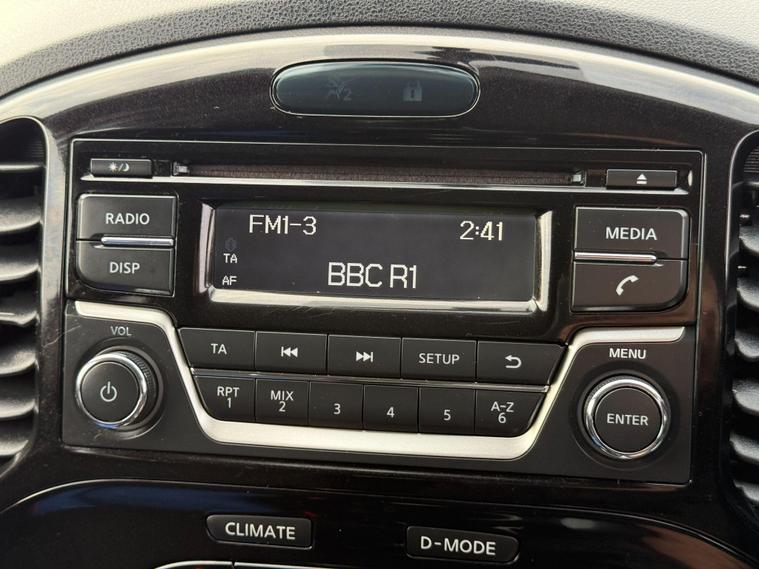 RADIO
DISP
FM1-3 2:41
TA
AF
BBC R1
MEDIA
VOL
TA
SETUP
MENU
RPT 1
MIX 2
3
4
5
A-Z 6
ENTER
CLIMATE
D-MODE